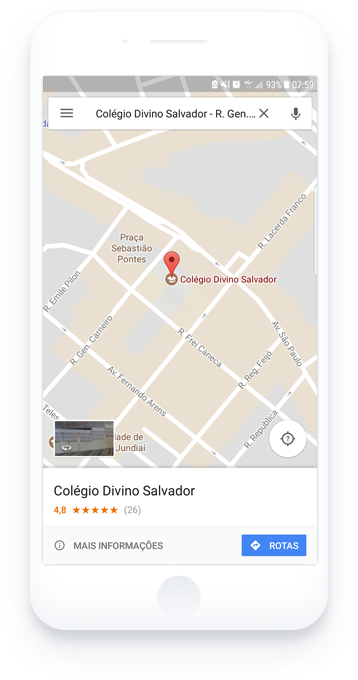 93% 07:59
Colégio Divino Salvador - R. Gen....
R. Lacerda Franco
Praça
Sebastião
Pontes
Colégio Divino Salvador
R. Emile Pilon
R. Gen. Carneiro
R. Frei Caneca
Av. São Paulo
R. Reg. Feijó
Av. Fernando Arens
R. República
Teles
dade de
Jundiaí
Colégio Divino Salvador
4,8 ★★★★★ (26)
MAIS INFORMAÇÕES
ROTAS